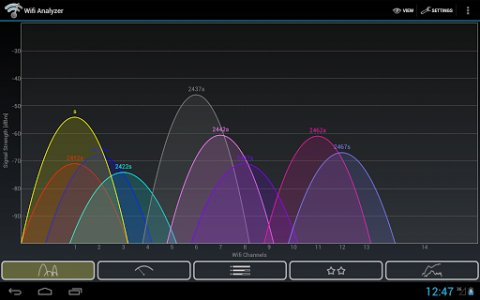 Wifi Analyzer
VIEW
SETTINGS
-30
-40
-50
-60
-70
-80
-90
Signal Strength [dBm]
s
2437s
2442s
2462s
2467s
2422s
1 2 3 4 5 6 7 8 9 10 11 12 13 14
Wifi Channels
12:47